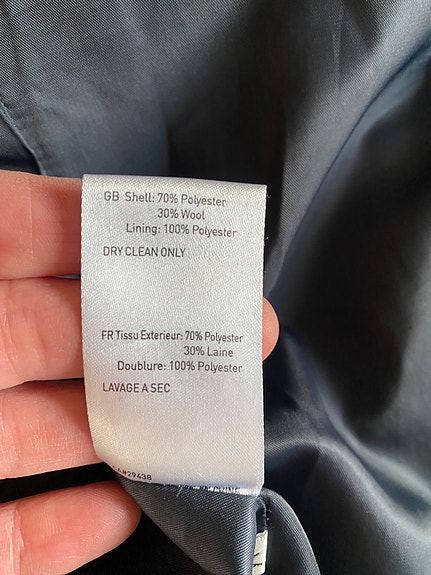 GB Shell: 70% Polyester
30% Wool
Lining: 100% Polyester
DRY CLEAN ONLY
FR Tissu Exterieur: 70% Polyester
30% Laine
Doublure: 100% Polyester
LAVAGE A SEC